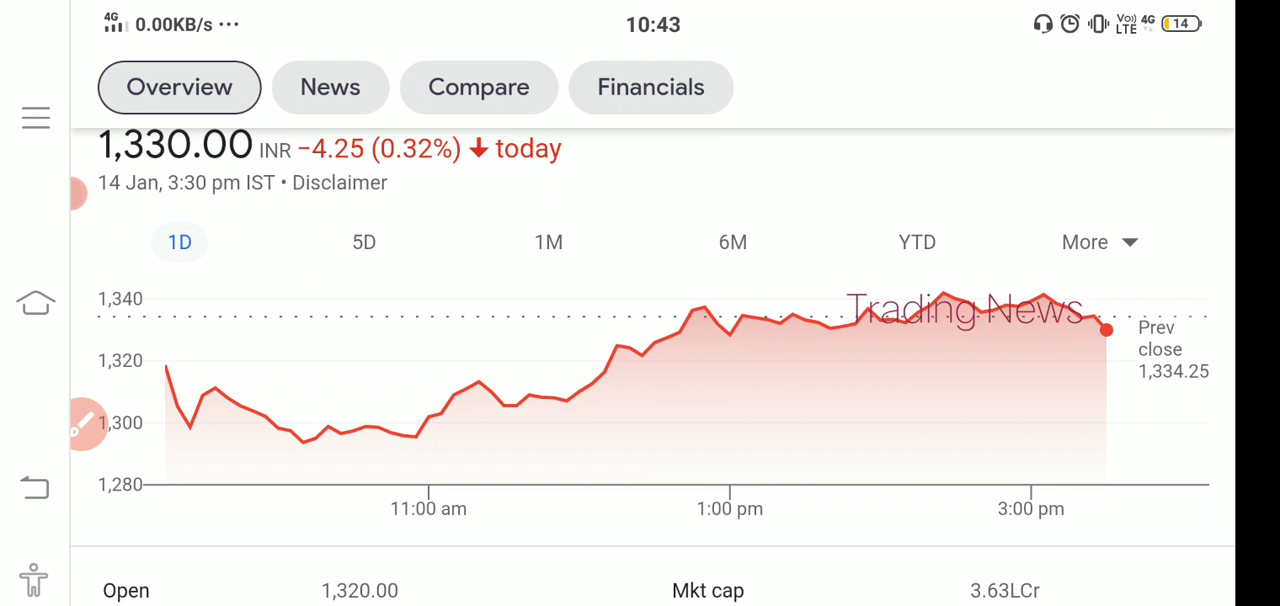 4G 0.00KB/s ... 10:43 Vo)) LTE 4G 14
Overview News Compare Financials
1,330.00 INR −4.25 (0.32%) today
14 Jan, 3:30 pm IST • Disclaimer
1D 5D 1M 6M YTD More
1,340
Trading News
Prev
close
1,334.25
1,320
1,300
1,280
11:00 am 1:00 pm 3:00 pm
Open 1,320.00 Mkt cap 3.63LCr